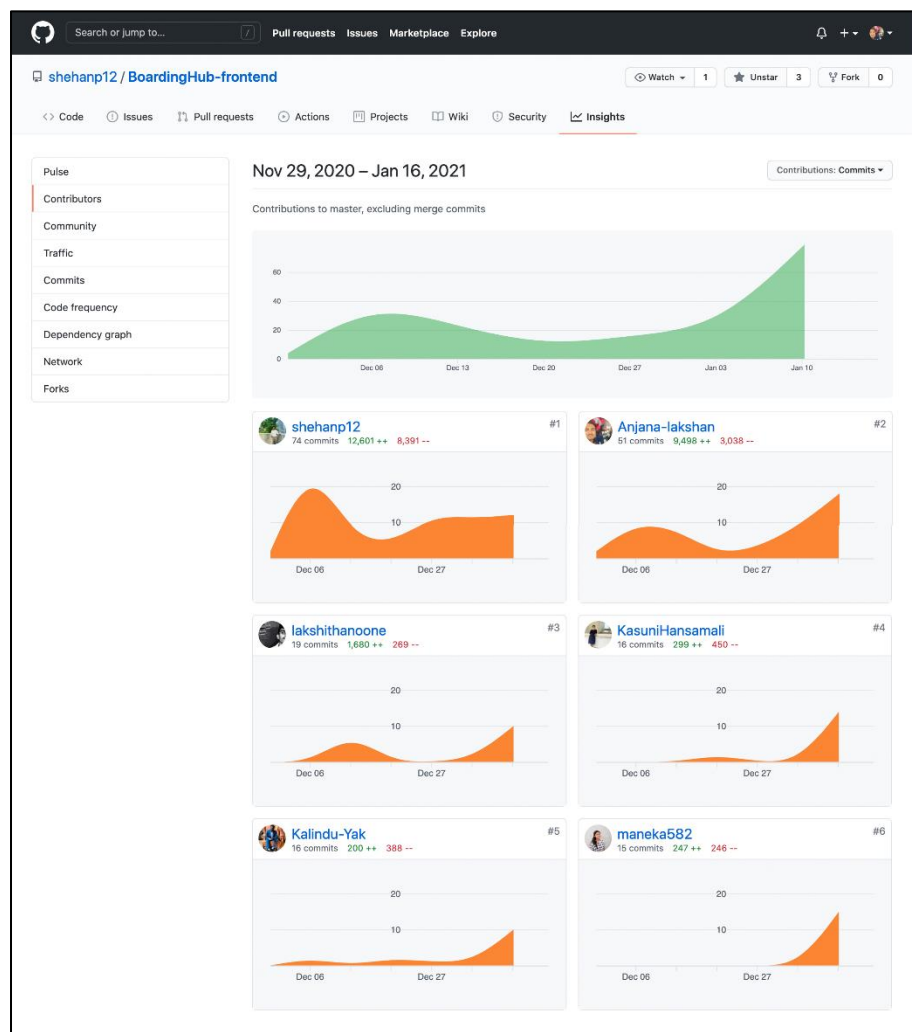 Search or jump to... / Pull requests Issues Marketplace Explore
shehanp12 / BoardingHub-frontend
Watch 1 Unstar 3 Fork 0
<> Code Issues Pull requests Actions Projects Wiki Security Insights
Pulse
Contributors
Community
Traffic
Commits
Code frequency
Dependency graph
Network
Forks
Nov 29, 2020 – Jan 16, 2021
Contributions: Commits
Contributions to master, excluding merge commits
60
40
20
0
Dec 06 Dec 13 Dec 20 Dec 27 Jan 03 Jan 10
shehanp12 #1
74 commits 12,601 ++ 8,391 --
20
10
Dec 06 Dec 27
Anjana-lakshan #2
51 commits 9,498 ++ 3,038 --
20
10
Dec 06 Dec 27
lakshithanoone #3
19 commits 1,680 ++ 269 --
20
10
Dec 06 Dec 27
KasuniHansamali #4
16 commits 299 ++ 450 --
20
10
Dec 06 Dec 27
Kalindu-Yak #5
16 commits 200 ++ 388 --
20
10
Dec 06 Dec 27
maneka582 #6
15 commits 247 ++ 246 --
20
10
Dec 06 Dec 27